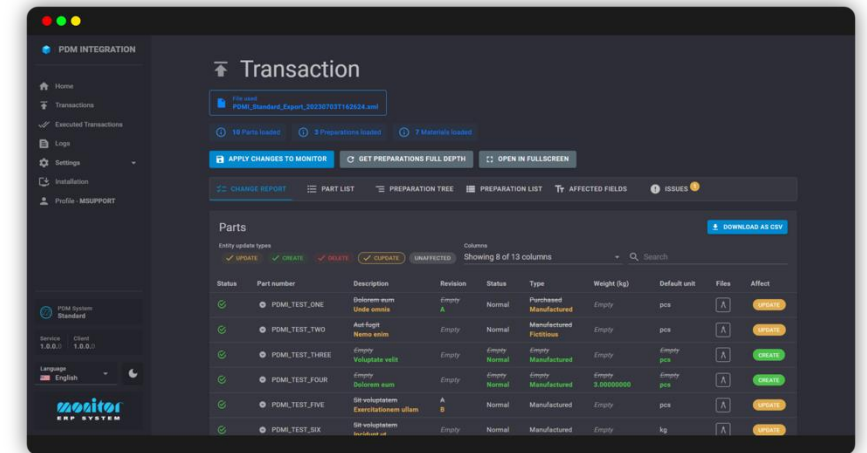 PDM INTEGRATION
Home
Transactions
Executed Transactions
Logs
Settings
Installation
Profile - MSUPPORT
PDM System
Standard
Service Client
1.0.0.0 1.0.0.0
Language
English
monitor
ERP SYSTEM
Transaction
File used
PDMI_Standard_Export_20230703T142624.xml
10 Parts loaded 3 Preparations loaded 7 Materials loaded
APPLY CHANGES TO MONITOR GET PREPARATIONS FULL DEPTH OPEN IN FULLSCREEN
CHANGE REPORT PART LIST PREPARATION TREE PREPARATION LIST AFFECTED FIELDS ISSUES
Parts DOWNLOAD AS CSV
Entity update types Columns
UPDATE CREATE DELETE CUPDATE UNAFFECTED Showing 8 of 13 columns Search
Status Part number Description Revision Status Type Weight (kg) Default unit Files Affect
Dolorem eum Empty Purchased
PDMI_TEST_ONE Unde omnis A Normal Manufactured Empty pcs UPDATE
Aut fugit Manufactured
PDMI_TEST_TWO Nemo enim Empty Normal Fictitious Empty pcs UPDATE
Empty Empty Empty Empty
PDMI_TEST_THREE Voluptate velit Empty Normal Manufactured Empty pcs CREATE
Empty Empty Empty Empty Empty
PDMI_TEST_FOUR Dolorem eum Empty Normal Manufactured 3.00000000 pcs CREATE
Sit voluptatem A
PDMI_TEST_FIVE Exercitationem ullam B Normal Manufactured Empty pcs UPDATE
Sit voluptatem
PDMI_TEST_SIX Incidunt ut Empty Normal Manufactured Empty kg UPDATE